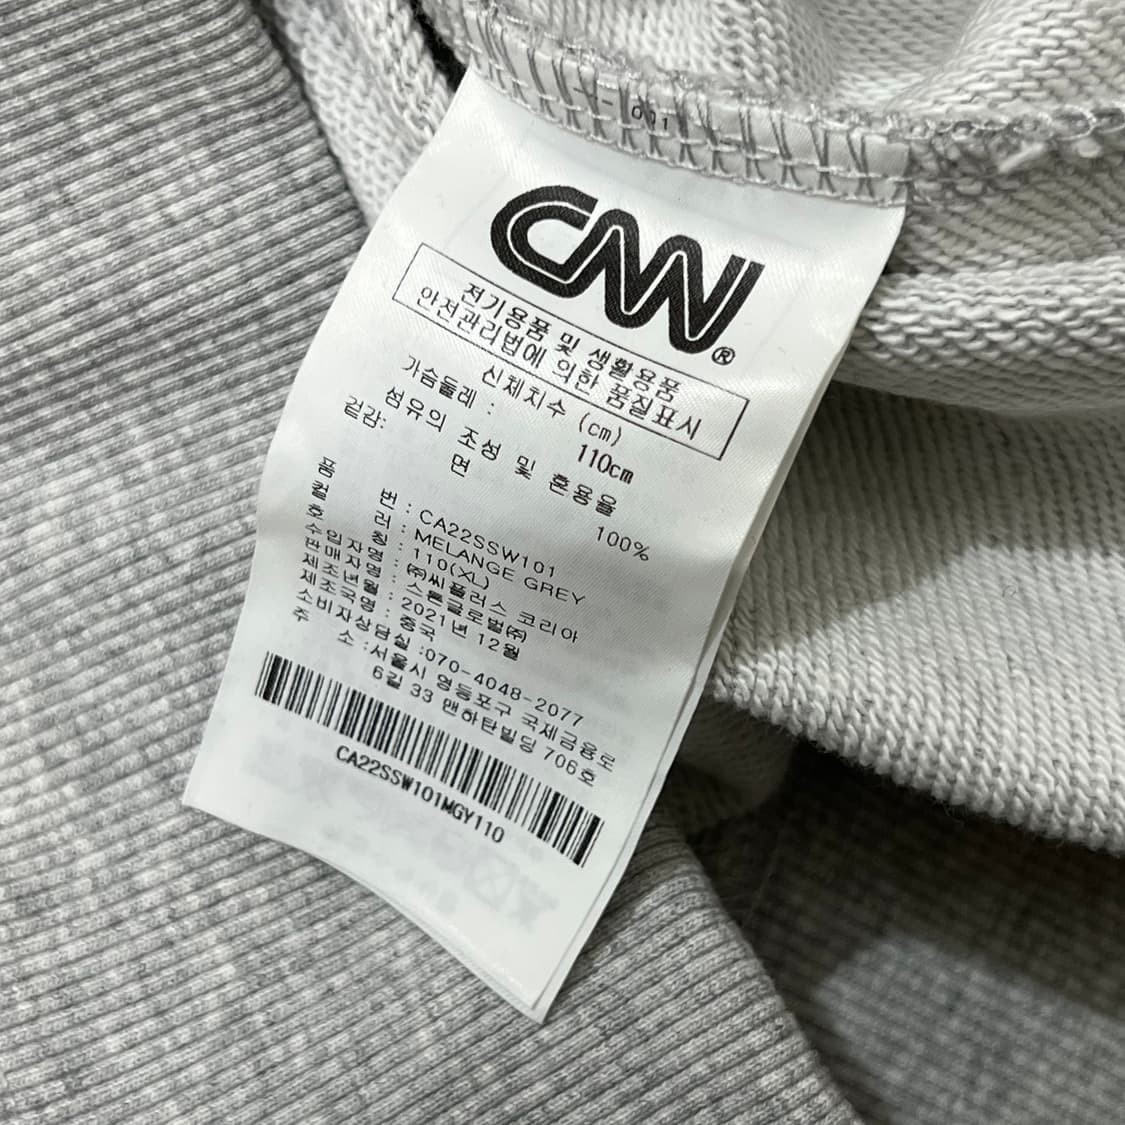 CNN®
전기용품 및 생활용품
안전관리법에 의한 품질표시
신체치수 (cm)
가슴둘레 : 110cm
섬유의 조성 및 혼용율
겉감: 면 100%
품 번 : CA22SSW101
컬 러 : MELANGE GREY
호 칭 : 110(XL)
수입자명 : ㈜씨플러스 코리아
판매자명 : 스톤글로벌㈜
제조년월 : 2021년 12월
제조국명 : 중국
소비자상담실 :070-4048-2077
주 소 :서울시 영등포구 국제금융로
6길 33 맨하탄빌딩 706호
CA22SSW101MGY110